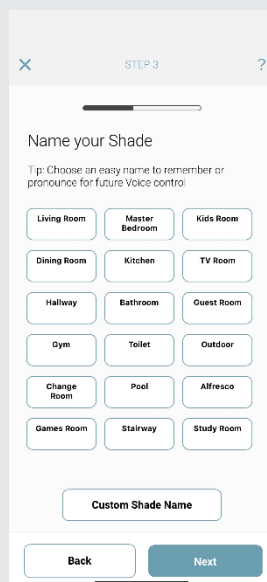 STEP 3
?
Name your Shade
Tip: Choose an easy name to remember or
pronounce for future Voice control
Living Room
Master
Bedroom
Kids Room
Dining Room
Kitchen
TV Room
Hallway
Bathroom
Guest Room
Gym
Toilet
Outdoor
Change
Room
Pool
Alfresco
Games Room
Stairway
Study Room
Custom Shade Name
Back
Next